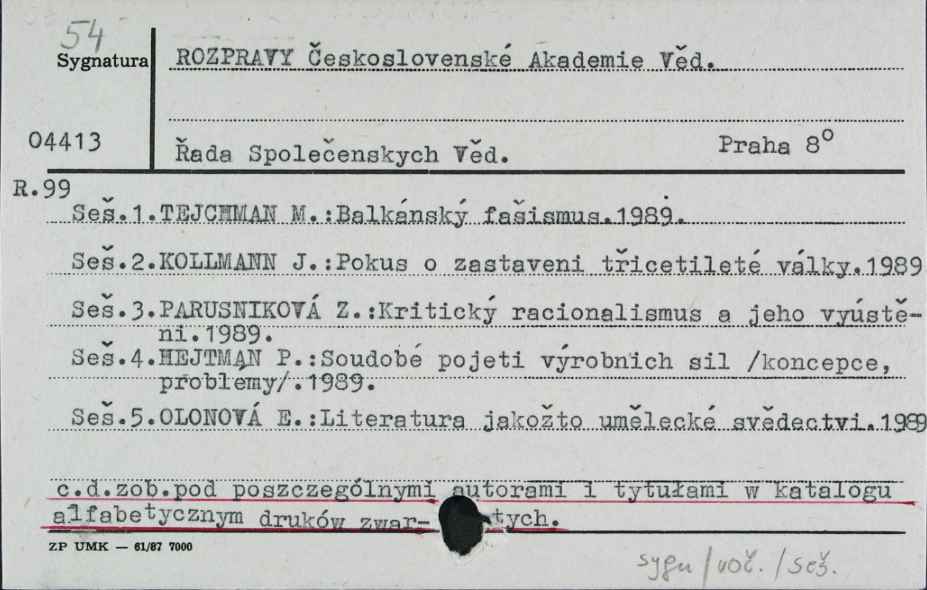 54
Sygnatura
ROZPRAVY Československé Akademie Věd.
04413
Řada Společenskych Věd.
Praha 8°
R.99
Seš.1.TEJCHMAN M.:Balkánský fašismus.1989.
Seš.2.KOLLMANN J.:Pokus o zastaveni třicetileté války.1989
Seš.3.PARUSNIKOVÁ Z.:Kritický racionalismus a jeho vyústě-
ni.1989.
Seš.4.HEJTMAN P.:Soudobé pojeti výrobnich sil /koncepce,
problemy/.1989.
Seš.5.OLONOVÁ E.:Literatura jakožto umělecké svědectvi.1989
c.d.zob.pod poszczególnymi autorami i tytułami w katalogu
alfabetycznym druków zwar- tych.
ZP UMK — 61/87 7000
sygn/voč./seš.